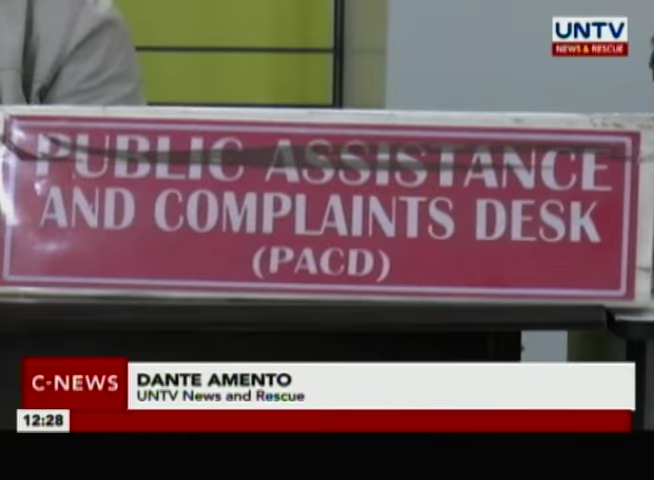 UNTV
NEWS & RESCUE
PUBLIC ASSISTANCE
AND COMPLAINTS DESK
(PACD)
C-NEWS
DANTE AMENTO
UNTV News and Rescue
12:28